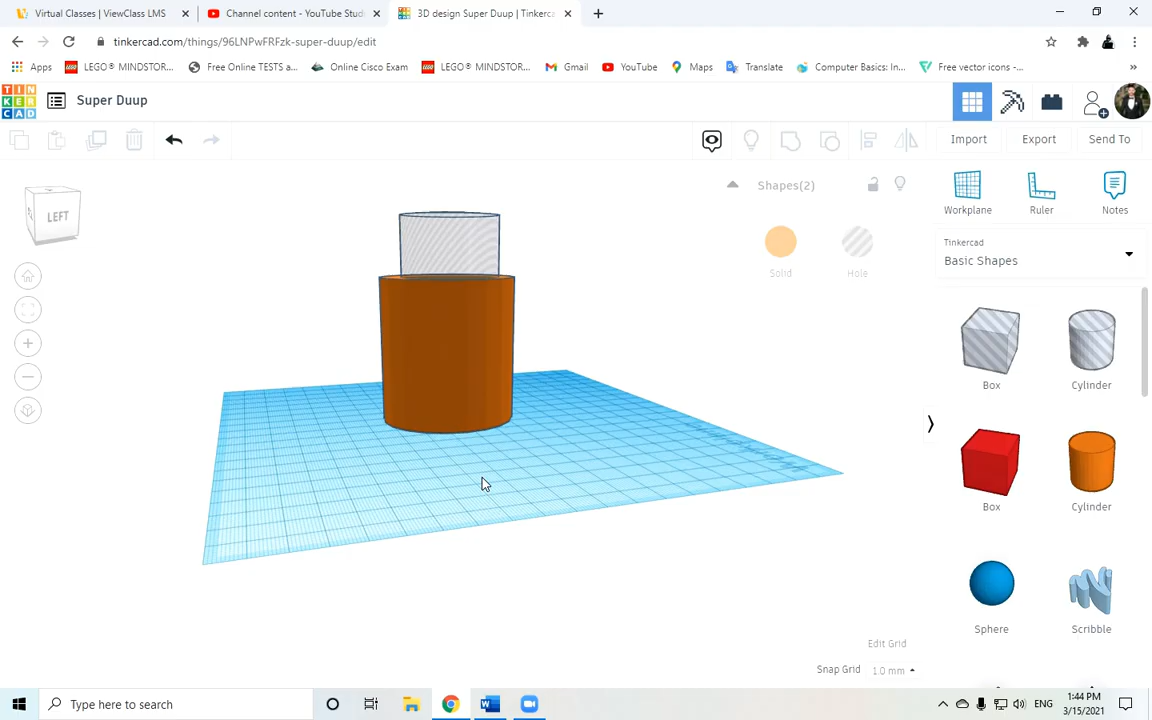 Virtual Classes | ViewClass LMS
Channel content - YouTube Stud
3D design Super Duup | Tinkerca
tinkercad.com/things/96LNPwFRFzk-super-duup/edit
Apps
LEGO® MINDSTOR...
Free Online TESTS a...
Online Cisco Exam
LEGO® MINDSTOR...
Gmail
YouTube
Maps
Translate
Computer Basics: In...
Free vector icons -...
TIN
KER
CAD
Super Duup
Import
Export
Send To
LEFT
Shapes(2)
Solid
Hole
Workplane
Ruler
Notes
Tinkercad
Basic Shapes
Box
Cylinder
Box
Cylinder
Sphere
Scribble
Edit Grid
Snap Grid
1.0 mm
Type here to search
ENG
1:44 PM
3/15/2021